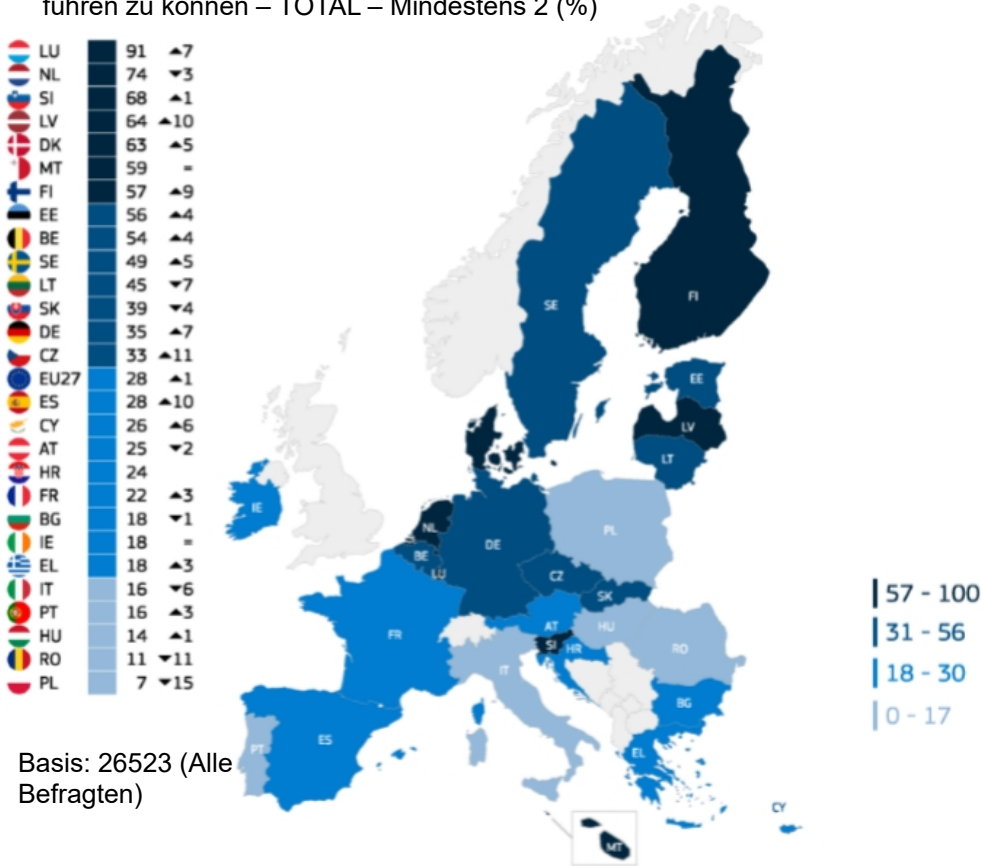 führen zu können – TOTAL – Mindestens 2 (%)
LU 91 ▲7
NL 74 ▼3
SI 68 ▲1
LV 64 ▲10
DK 63 ▲5
MT 59 =
FI 57 ▲9
EE 56 ▲4
BE 54 ▲4
SE 49 ▲5
LT 45 ▼7
SK 39 ▼4
DE 35 ▲7
CZ 33 ▲11
EU27 28 ▲1
ES 28 ▲10
CY 26 ▲6
AT 25 ▼2
HR 24
FR 22 ▲3
BG 18 ▼1
IE 18 =
EL 18 ▲3
IT 16 ▼6
PT 16 ▲3
HU 14 ▲1
RO 11 ▼11
PL 7 ▼15
Basis: 26523 (Alle
Befragten)
SE
FI
EE
LV
LT
IE
NL
BE
LU
DE
PL
CZ
SK
FR
AT
HU
SI
HR
RO
IT
BG
PT
ES
EL
CY
MT
57 - 100
31 - 56
18 - 30
0 - 17